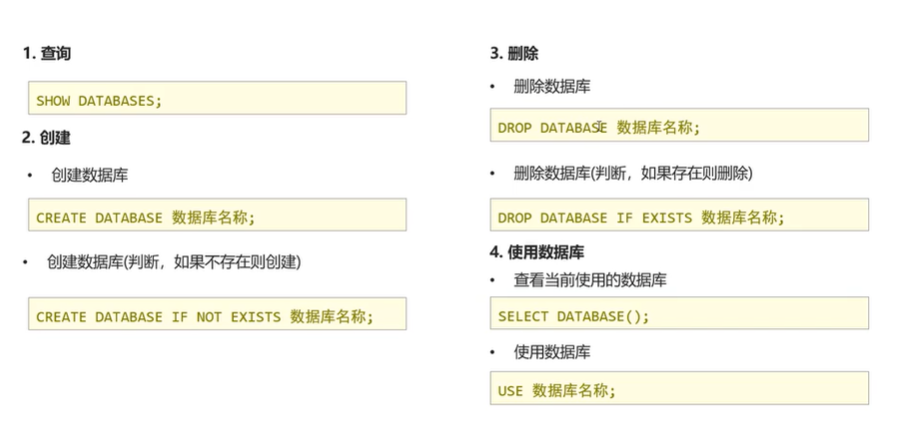 1. 查询
SHOW DATABASES;
2. 创建
• 创建数据库
CREATE DATABASE 数据库名称;
• 创建数据库(判断，如果不存在则创建)
CREATE DATABASE IF NOT EXISTS 数据库名称;
3. 删除
• 删除数据库
DROP DATABASE 数据库名称;
• 删除数据库(判断，如果存在则删除)
DROP DATABASE IF EXISTS 数据库名称;
4. 使用数据库
• 查看当前使用的数据库
SELECT DATABASE();
• 使用数据库
USE 数据库名称;